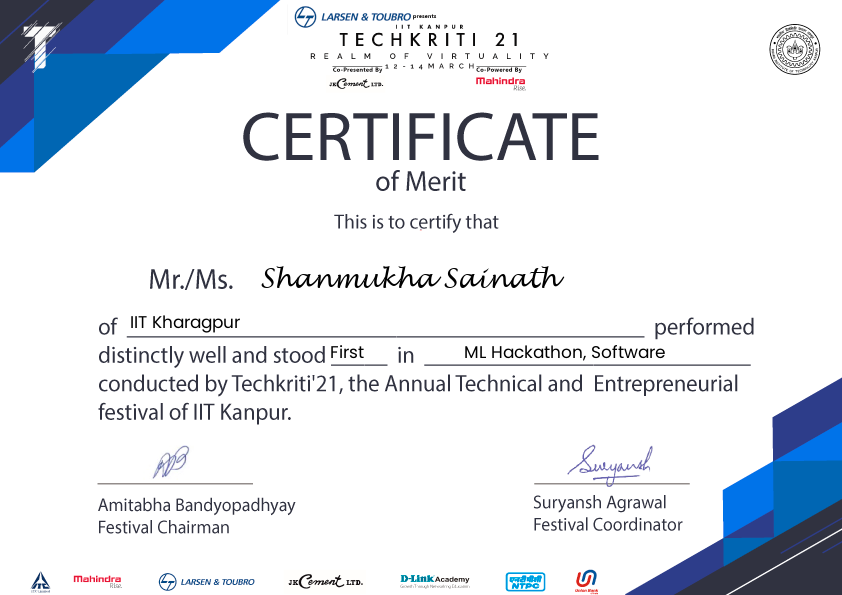 LARSEN & TOUBRO presents
IIT KANPUR
TECHKRITI 21
REALM OF VIRTUALITY
12-14MARCH
Co-Presented By Co-Powered By
JK Cement LTD. Mahindra Rise.
CERTIFICATE
of Merit
This is to certify that
Mr./Ms. Shanmukha Sainath
of IIT Kharagpur performed
distinctly well and stood First in ML Hackathon, Software
conducted by Techkriti'21, the Annual Technical and Entrepreneurial
festival of IIT Kanpur.
Suryansh
Amitabha Bandyopadhyay
Festival Chairman
Suryansh Agrawal
Festival Coordinator
ITC Limited Mahindra Rise. LARSEN & TOUBRO JK Cement LTD. D-Link Academy एनटीपीसी NTPC Union Bank